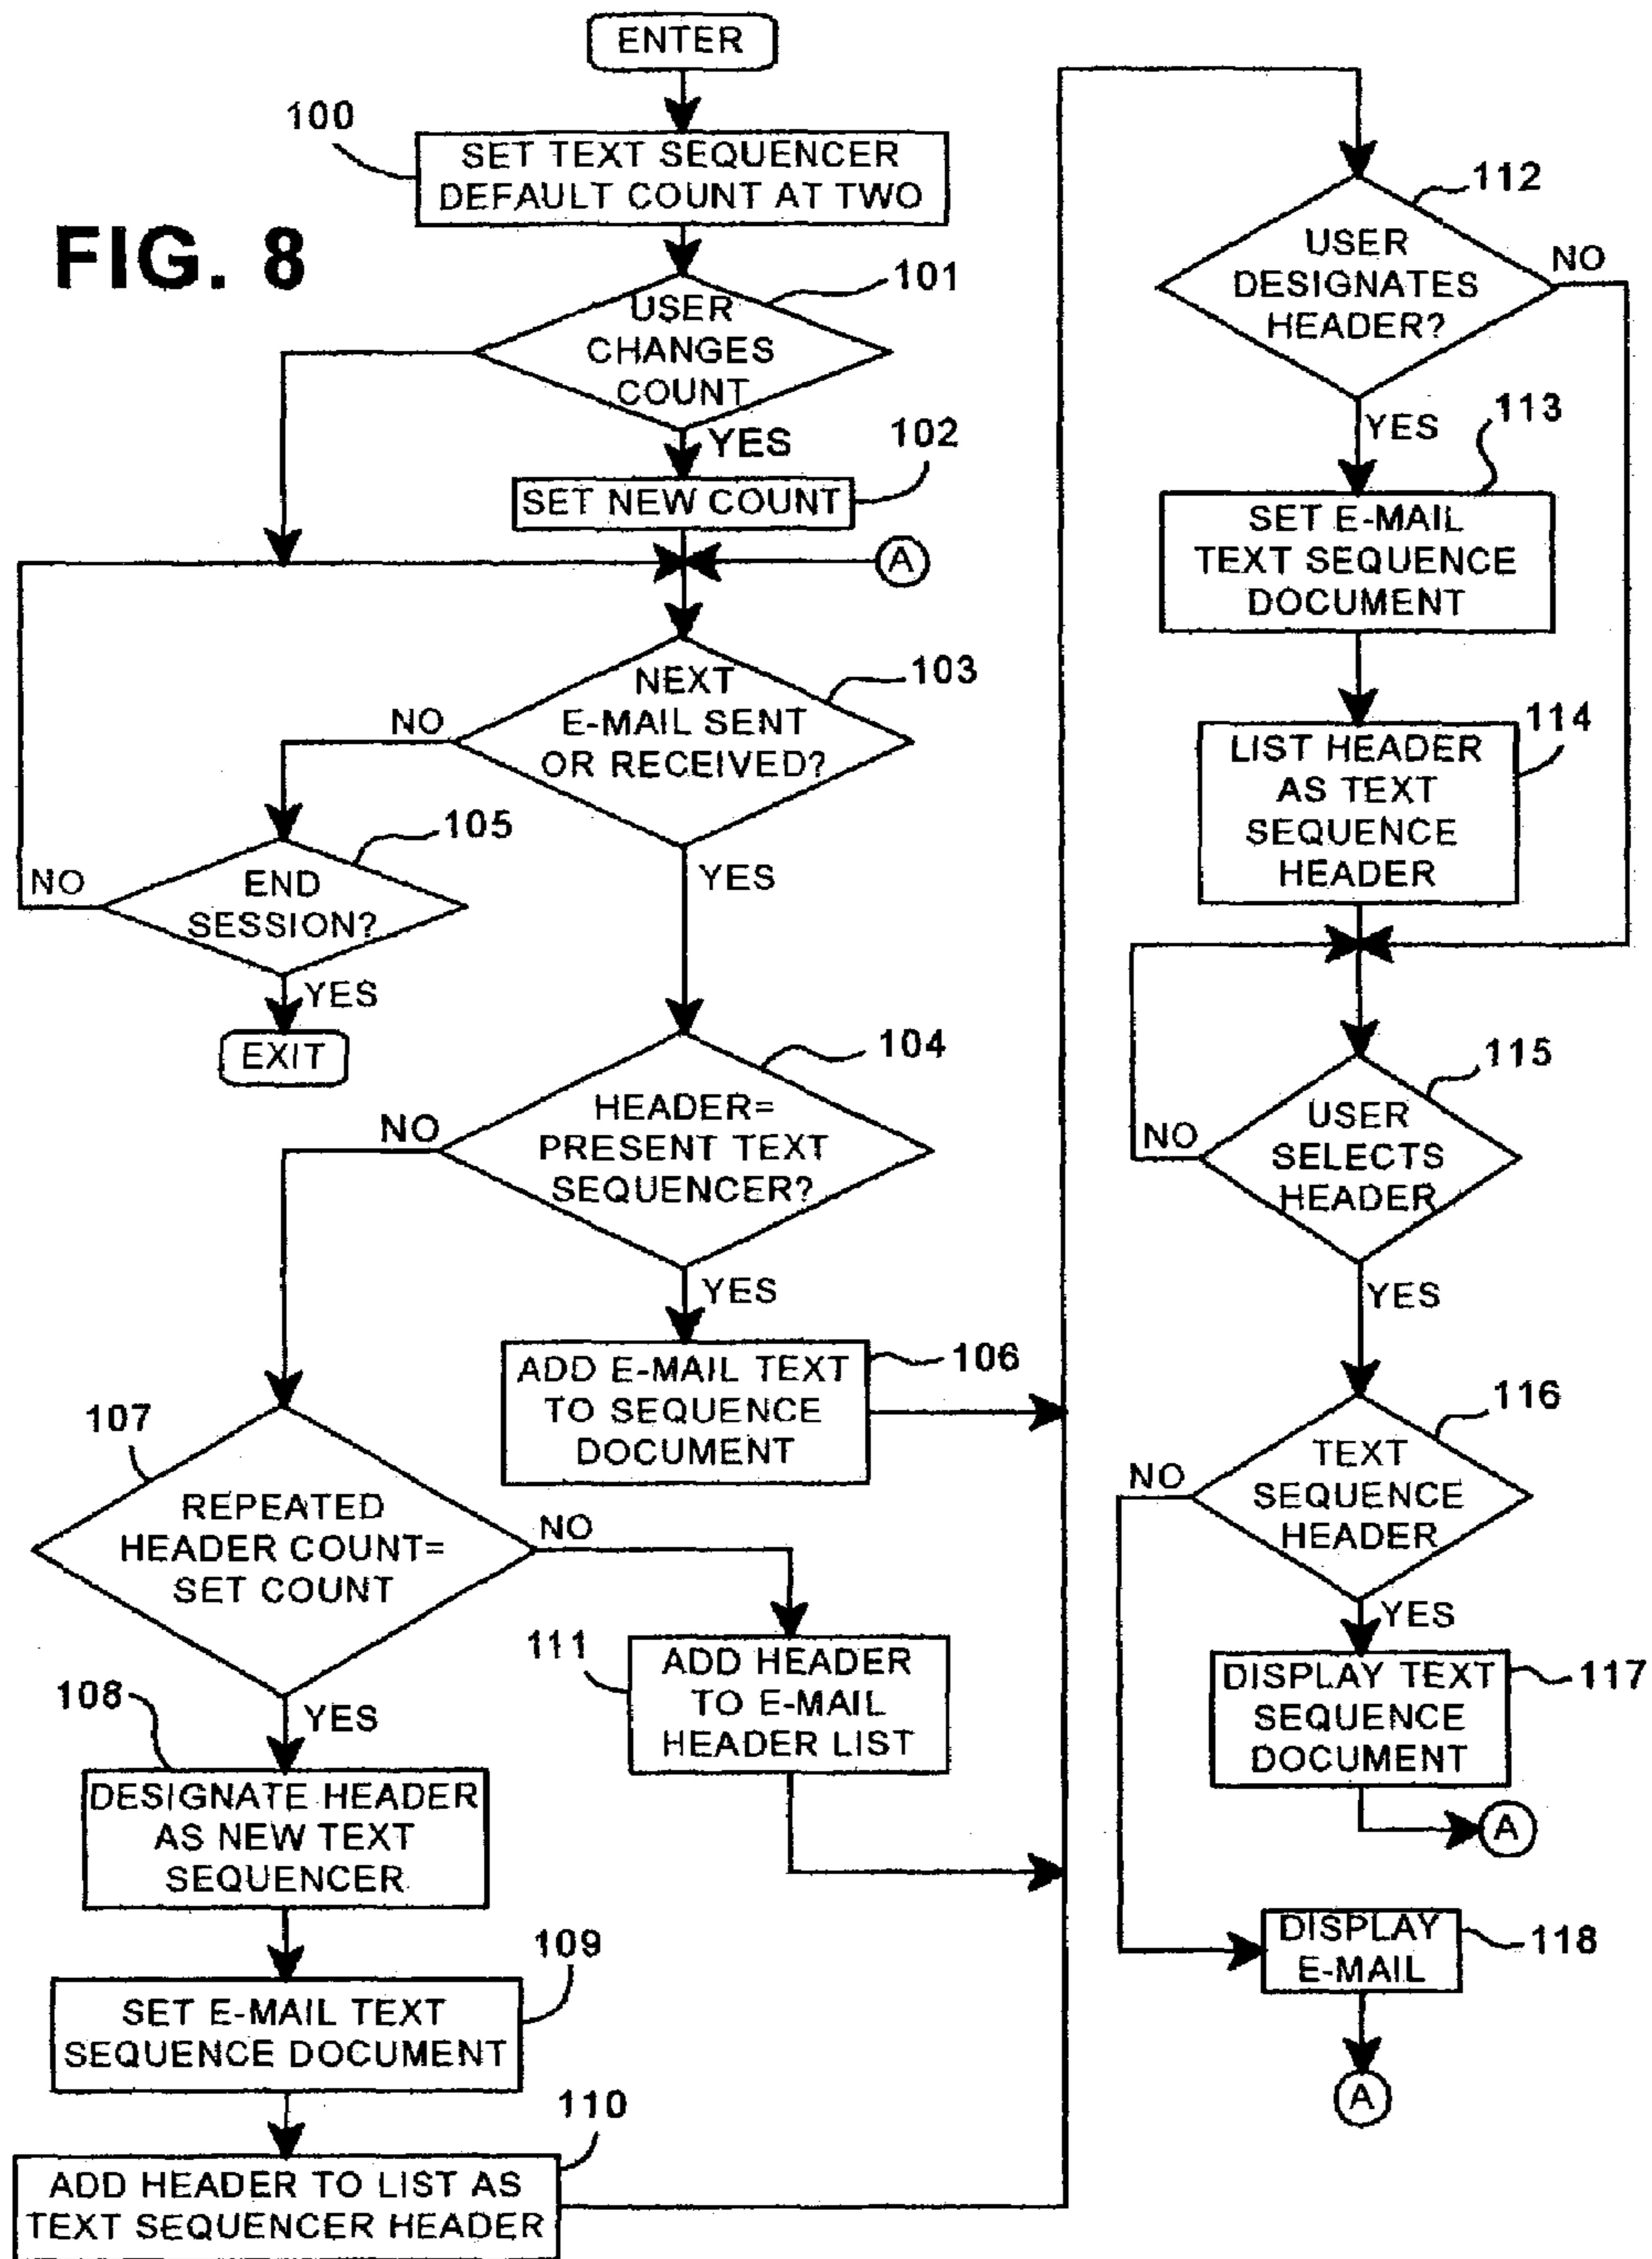 ENTER
100
SET TEXT SEQUENCER
DEFAULT COUNT AT TWO
FIG. 8
101
USER
CHANGES
COUNT
YES
102
SET NEW COUNT
A
103
NEXT
E-MAIL SENT
OR RECEIVED?
NO
YES
105
END
SESSION?
NO
YES
EXIT
104
HEADER=
PRESENT TEXT
SEQUENCER?
NO
YES
106
ADD E-MAIL TEXT
TO SEQUENCE
DOCUMENT
107
REPEATED
HEADER COUNT=
SET COUNT
NO
YES
111
ADD HEADER
TO E-MAIL
HEADER LIST
108
DESIGNATE HEADER
AS NEW TEXT
SEQUENCER
109
SET E-MAIL TEXT
SEQUENCE DOCUMENT
110
ADD HEADER TO LIST AS
TEXT SEQUENCER HEADER
112
USER
DESIGNATES
HEADER?
NO
YES
113
SET E-MAIL
TEXT SEQUENCE
DOCUMENT
114
LIST HEADER
AS TEXT
SEQUENCE
HEADER
115
USER
SELECTS
HEADER
NO
YES
116
TEXT
SEQUENCE
HEADER
NO
YES
117
DISPLAY TEXT
SEQUENCE
DOCUMENT
A
118
DISPLAY
E-MAIL
A